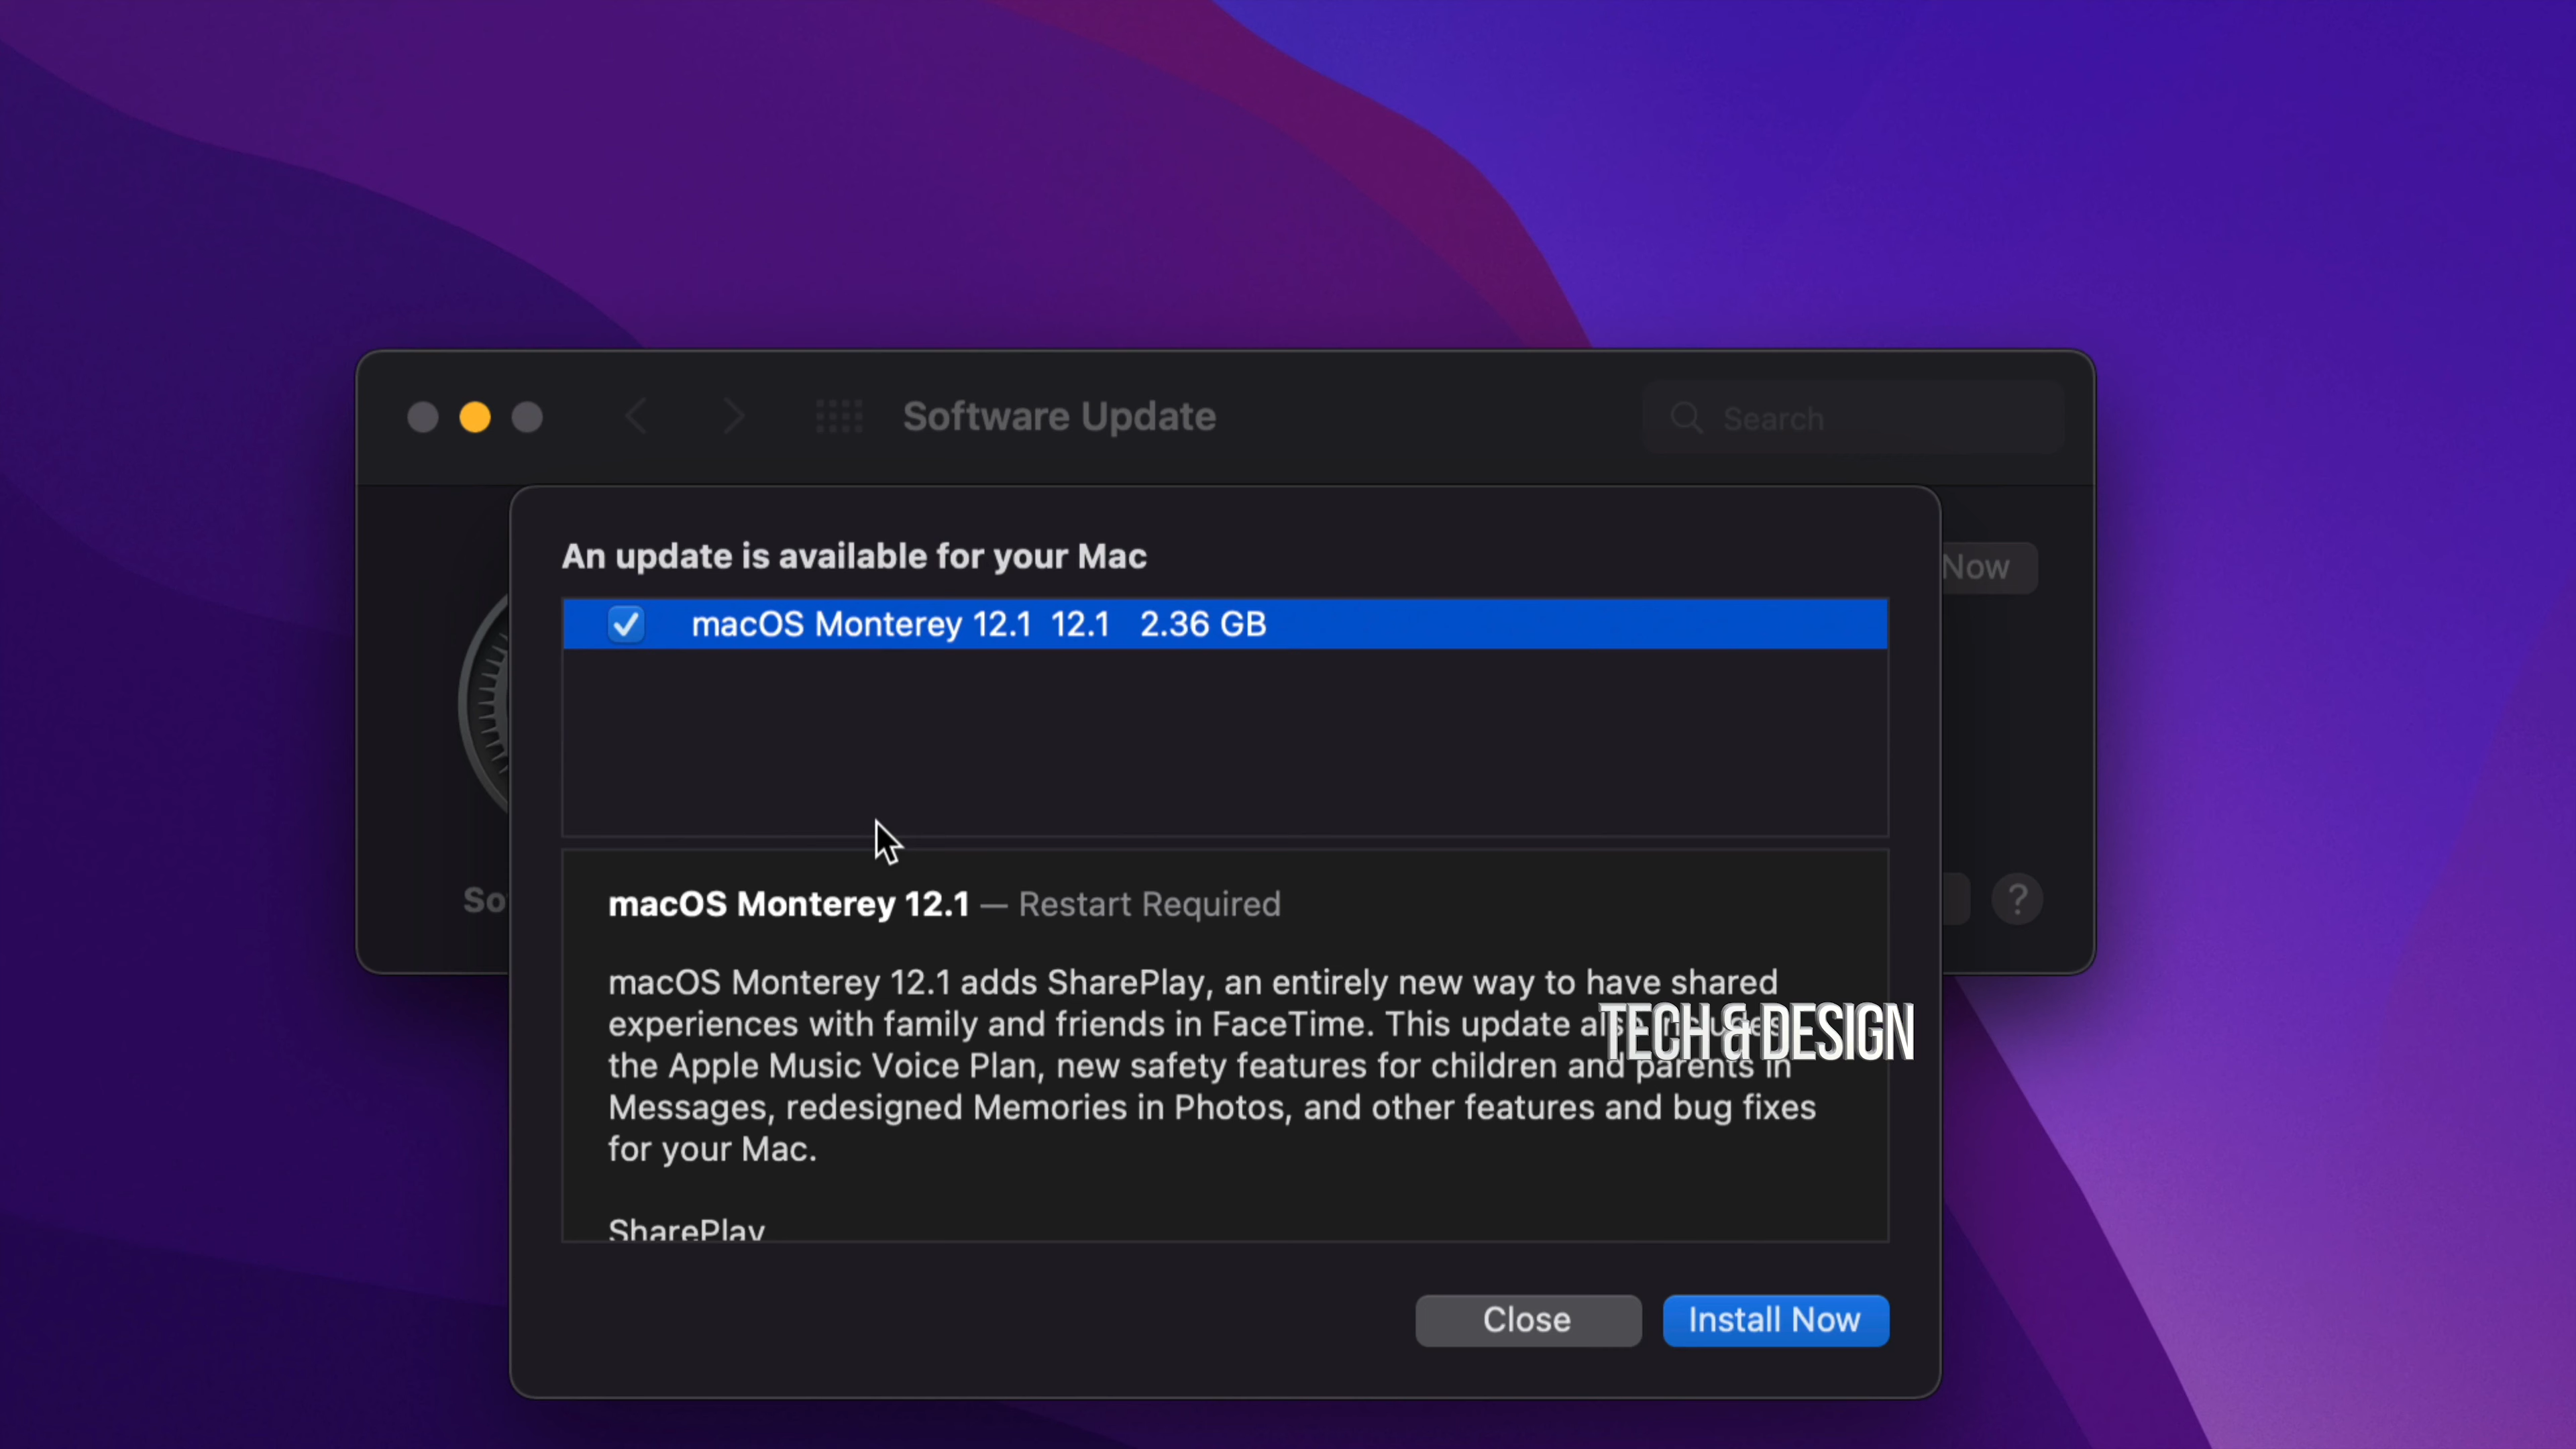 Software Update
Search
An update is available for your Mac
Now
macOS Monterey 12.1 12.1 2.36 GB
So
?
macOS Monterey 12.1 — Restart Required
macOS Monterey 12.1 adds SharePlay, an entirely new way to have shared
experiences with family and friends in FaceTime. This update also includes
TECH & DESIGN
the Apple Music Voice Plan, new safety features for children and parents in
Messages, redesigned Memories in Photos, and other features and bug fixes
for your Mac.
SharePlay
Close
Install Now